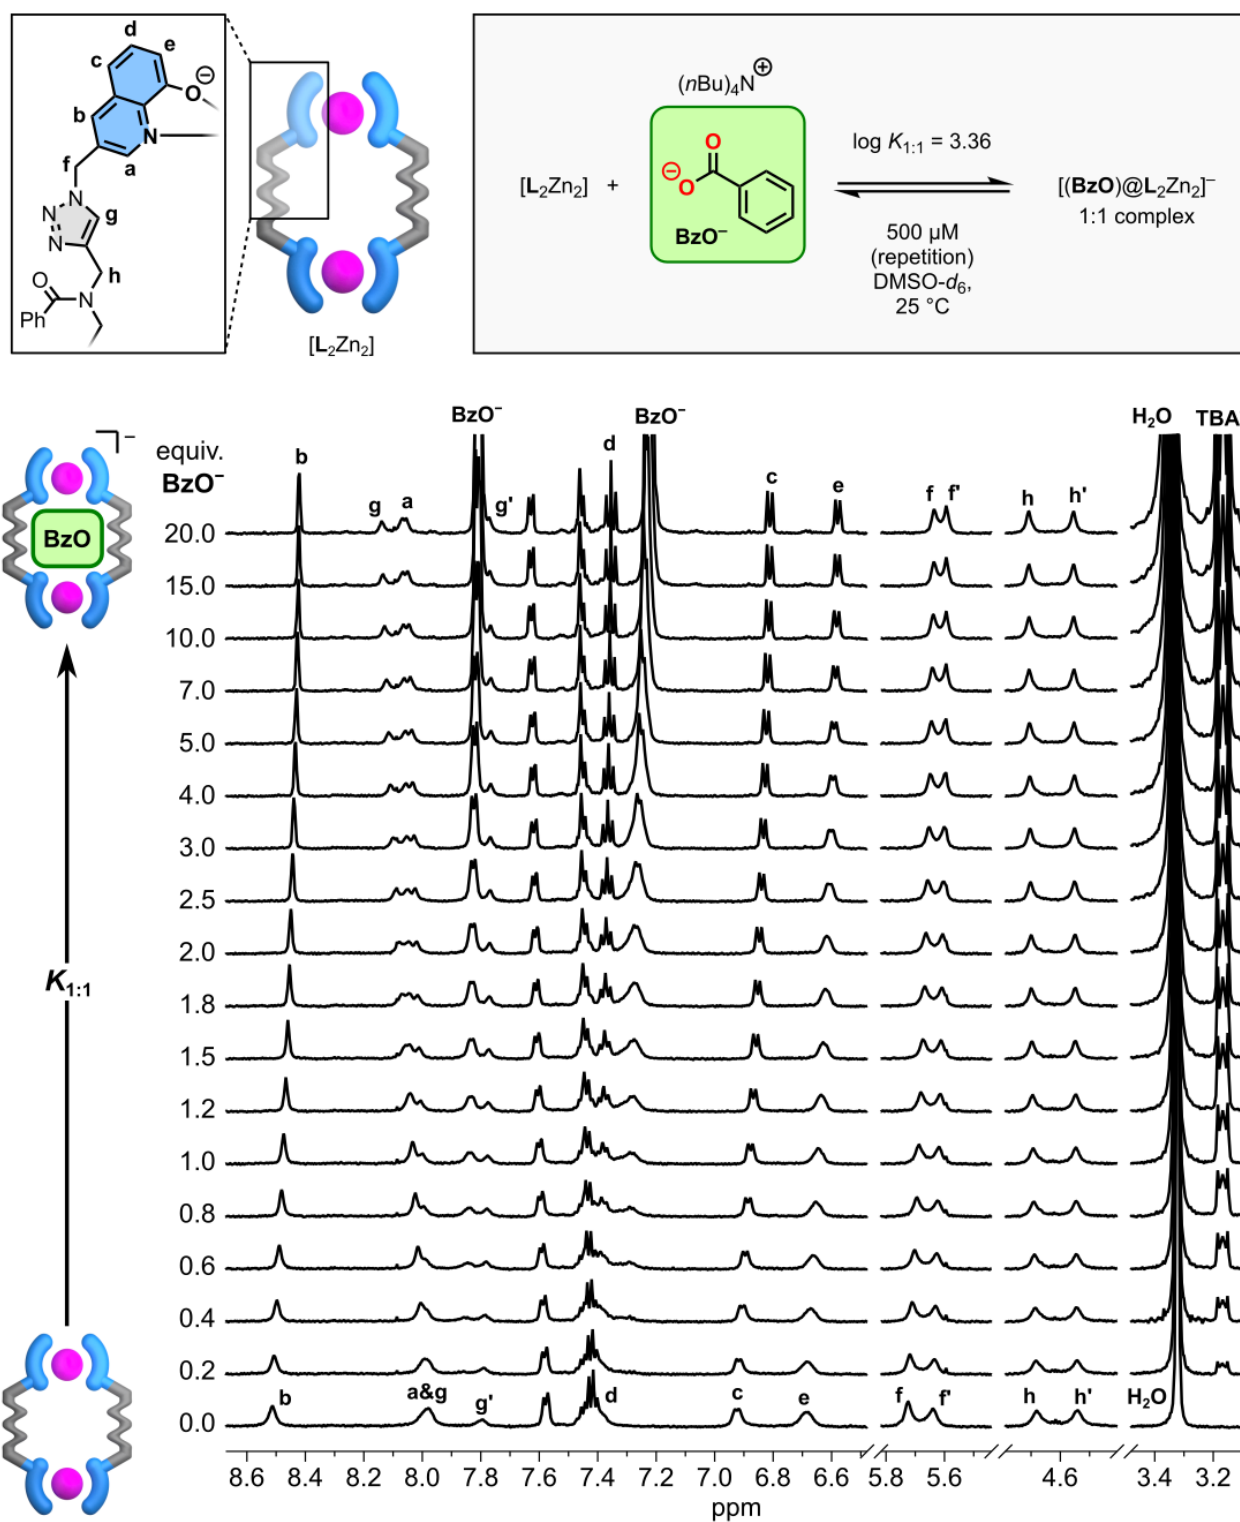 d
e
c
⊖
O
b
N
f
a
N
N
g
N
h
O
N
Ph
[L₂Zn₂]
(nBu)₄N⊕
O
⊖
O
BzO⁻
[L₂Zn₂] +
log K₁:₁ = 3.36
500 µM
(repetition)
DMSO-d₆,
25 °C
[(BzO)@L₂Zn₂]⁻
1:1 complex
BzO⁻ BzO⁻ H₂O TBA
equiv.
BzO⁻
b g a g' d c e f f' h h'
20.0
15.0
10.0
7.0
5.0
4.0
3.0
2.5
2.0
1.8
1.5
1.2
1.0
0.8
0.6
0.4
0.2
0.0
b a&g g' d c e f f' h h' H₂O
⁻
BzO
K₁:₁
8.6 8.4 8.2 8.0 7.8 7.6 7.4 7.2 7.0 6.8 6.6 5.8 5.6 4.6 3.4 3.2
ppm